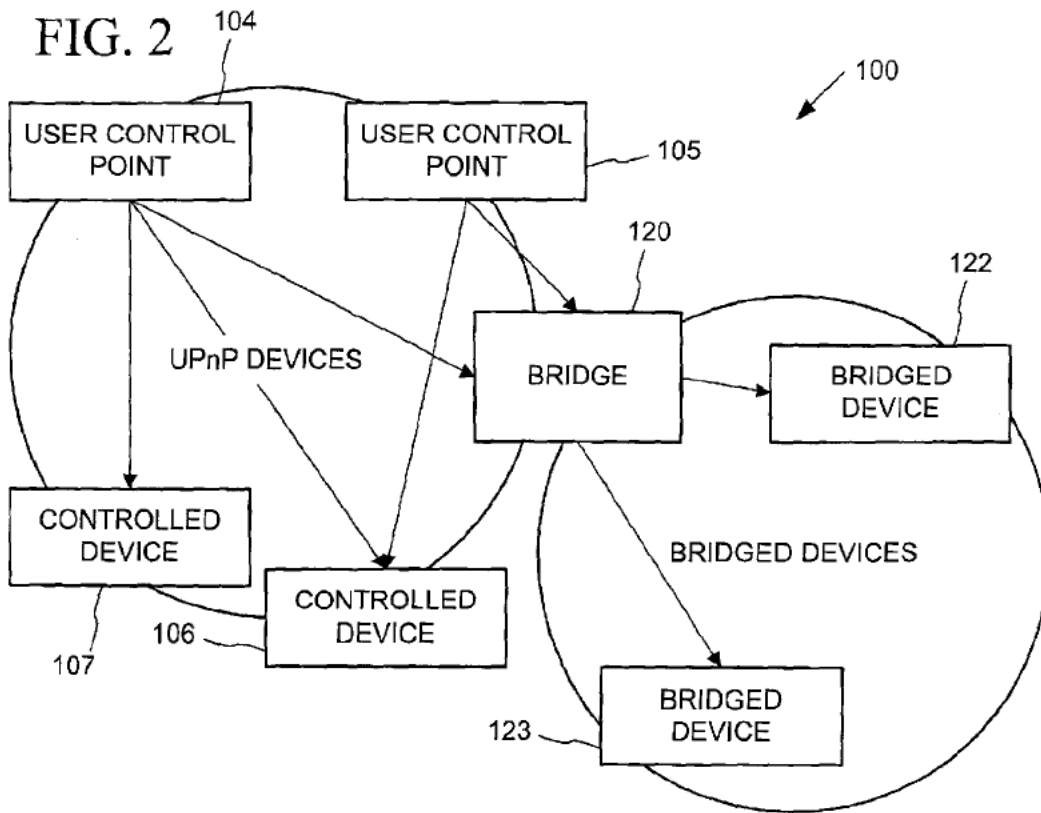 FIG. 2
104
100
USER CONTROL
POINT
USER CONTROL
POINT
105
120
122
UPnP DEVICES
BRIDGE
BRIDGED
DEVICE
CONTROLLED
DEVICE
BRIDGED DEVICES
CONTROLLED
DEVICE
106
107
BRIDGED
DEVICE
123